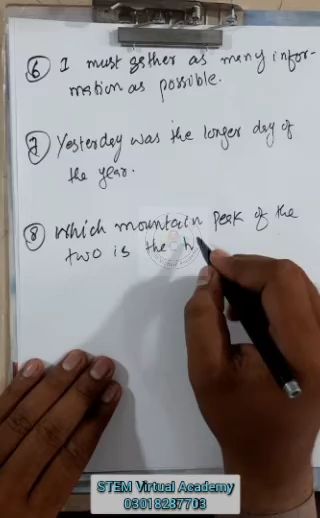 ⑥ I must gather as many infor-
mation as possible.
⑦ Yesterday was the longer day of
the year.
⑧ Which mountain peak of the
two is the h
STEM Virtual Academy
03018287703